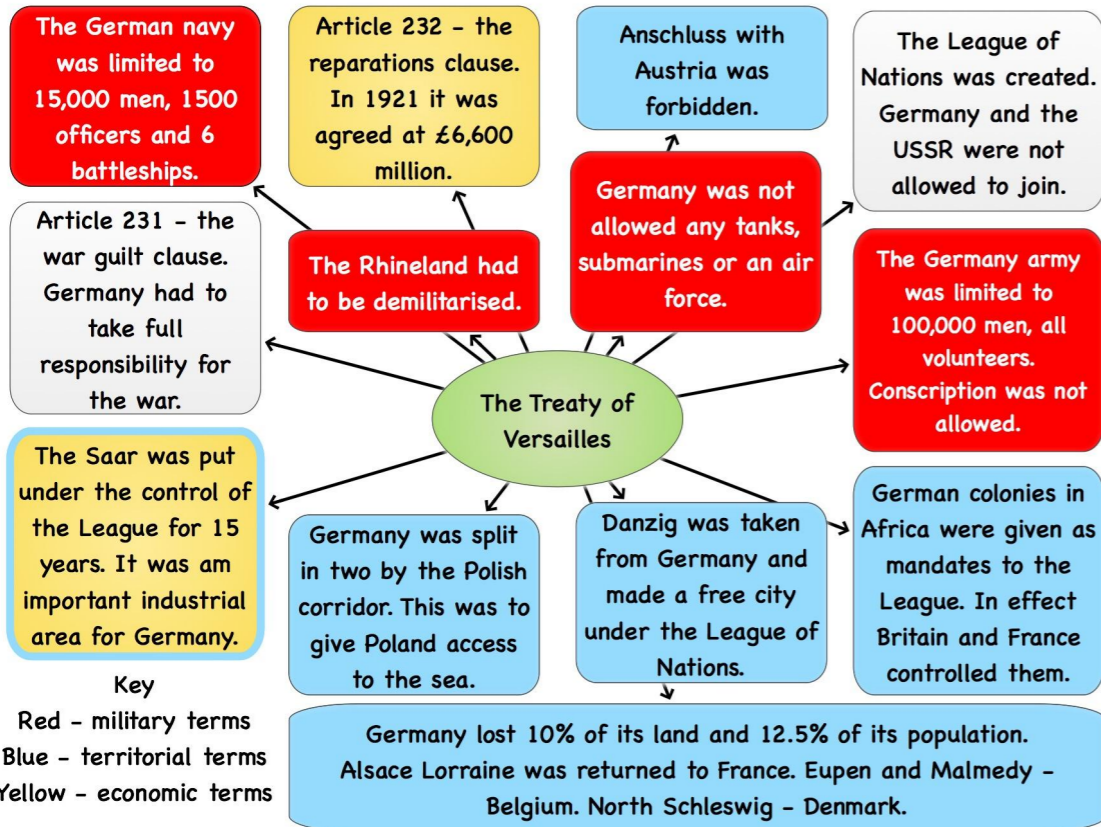 The German navy
was limited to
15,000 men, 1500
officers and 6
battleships.
Article 232 - the
reparations clause.
In 1921 it was
agreed at £6,600
million.
Anschluss with
Austria was
forbidden.
The League of
Nations was created.
Germany and the
USSR were not
allowed to join.
Article 231 - the
war guilt clause.
Germany had to
take full
responsibility for
the war.
The Rhineland had
to be demilitarised.
Germany was not
allowed any tanks,
submarines or an air
force.
The Germany army
was limited to
100,000 men, all
volunteers.
Conscription was not
allowed.
The Treaty of
Versailles
The Saar was put
under the control of
the League for 15
years. It was am
important industrial
area for Germany.
Germany was split
in two by the Polish
corridor. This was to
give Poland access
to the sea.
Danzig was taken
from Germany and
made a free city
under the League of
Nations.
German colonies in
Africa were given as
mandates to the
League. In effect
Britain and France
controlled them.
Key
Red - military terms
Blue - territorial terms
Yellow - economic terms
Germany lost 10% of its land and 12.5% of its population.
Alsace Lorraine was returned to France. Eupen and Malmedy -
Belgium. North Schleswig - Denmark.